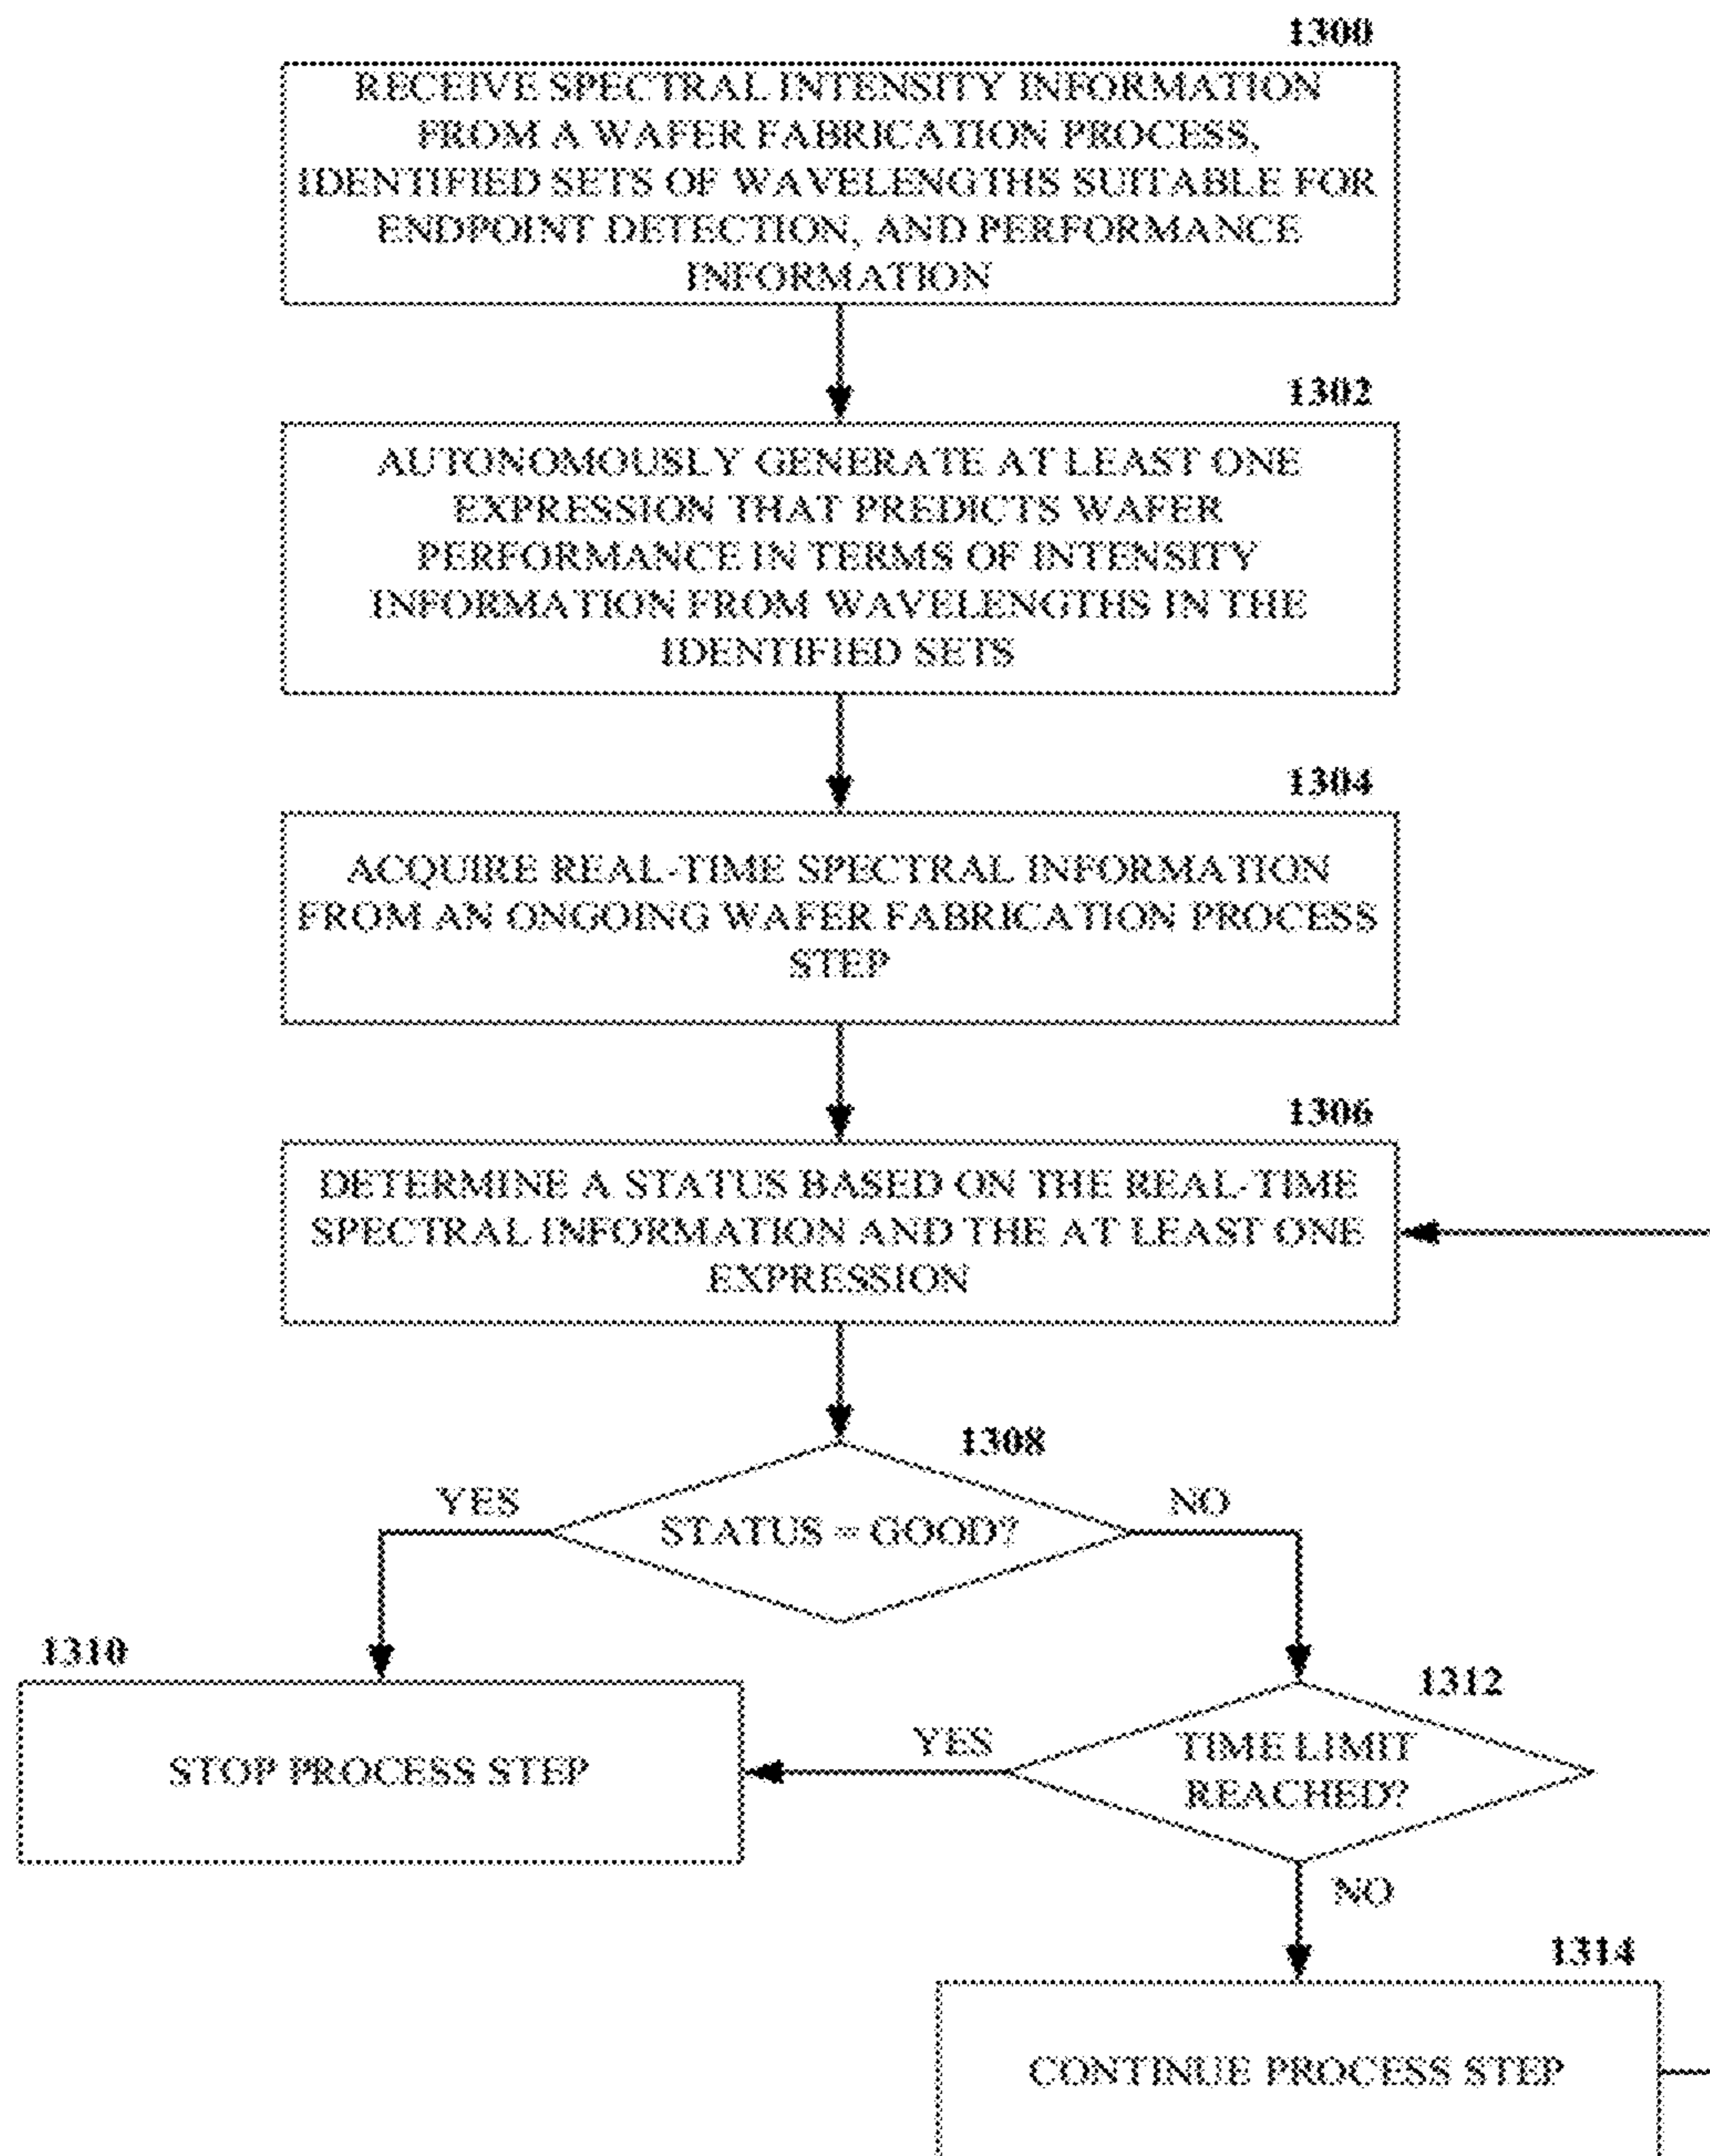 1300
RECEIVE SPECTRAL INTENSITY INFORMATION
FROM A WAFER FABRICATION PROCESS,
IDENTIFIED SETS OF WAVELENGTHS SUITABLE FOR
ENDPOINT DETECTION, AND PERFORMANCE
INFORMATION
1302
AUTONOMOUSLY GENERATE AT LEAST ONE
EXPRESSION THAT PREDICTS WAFER
PERFORMANCE IN TERMS OF INTENSITY
INFORMATION FROM WAVELENGTHS IN THE
IDENTIFIED SETS
1304
ACQUIRE REAL-TIME SPECTRAL INFORMATION
FROM AN ONGOING WAFER FABRICATION PROCESS
STEP
1306
DETERMINE A STATUS BASED ON THE REAL-TIME
SPECTRAL INFORMATION AND THE AT LEAST ONE
EXPRESSION
1308
YES
NO
STATUS = GOOD?
1310
STOP PROCESS STEP
1312
YES
TIME LIMIT
REACHED?
NO
1314
CONTINUE PROCESS STEP